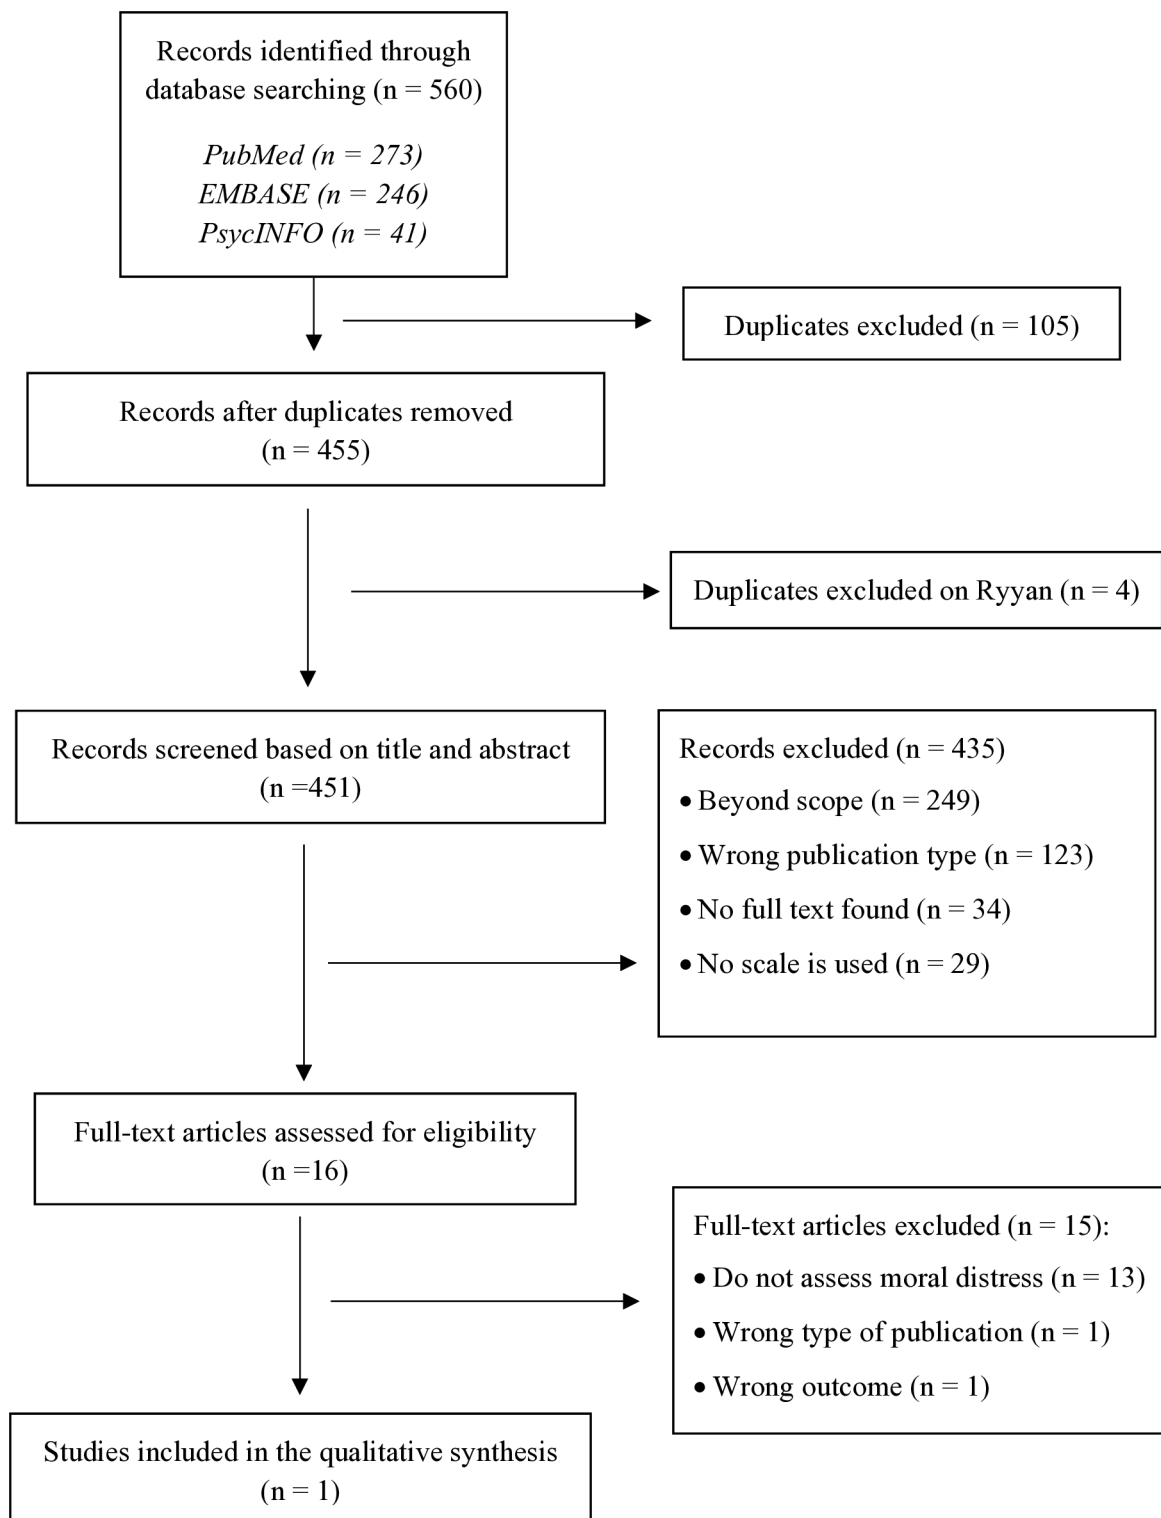 Records identified through
database searching (n = 560)
PubMed (n = 273)
EMBASE (n = 246)
PsycINFO (n = 41)
Duplicates excluded (n = 105)
Records after duplicates removed
(n = 455)
Duplicates excluded on Ryyan (n = 4)
Records screened based on title and abstract
(n =451)
Records excluded (n = 435)
• Beyond scope (n = 249)
• Wrong publication type (n = 123)
• No full text found (n = 34)
• No scale is used (n = 29)
Full-text articles assessed for eligibility
(n =16)
Full-text articles excluded (n = 15):
• Do not assess moral distress (n = 13)
• Wrong type of publication (n = 1)
• Wrong outcome (n = 1)
Studies included in the qualitative synthesis
(n = 1)